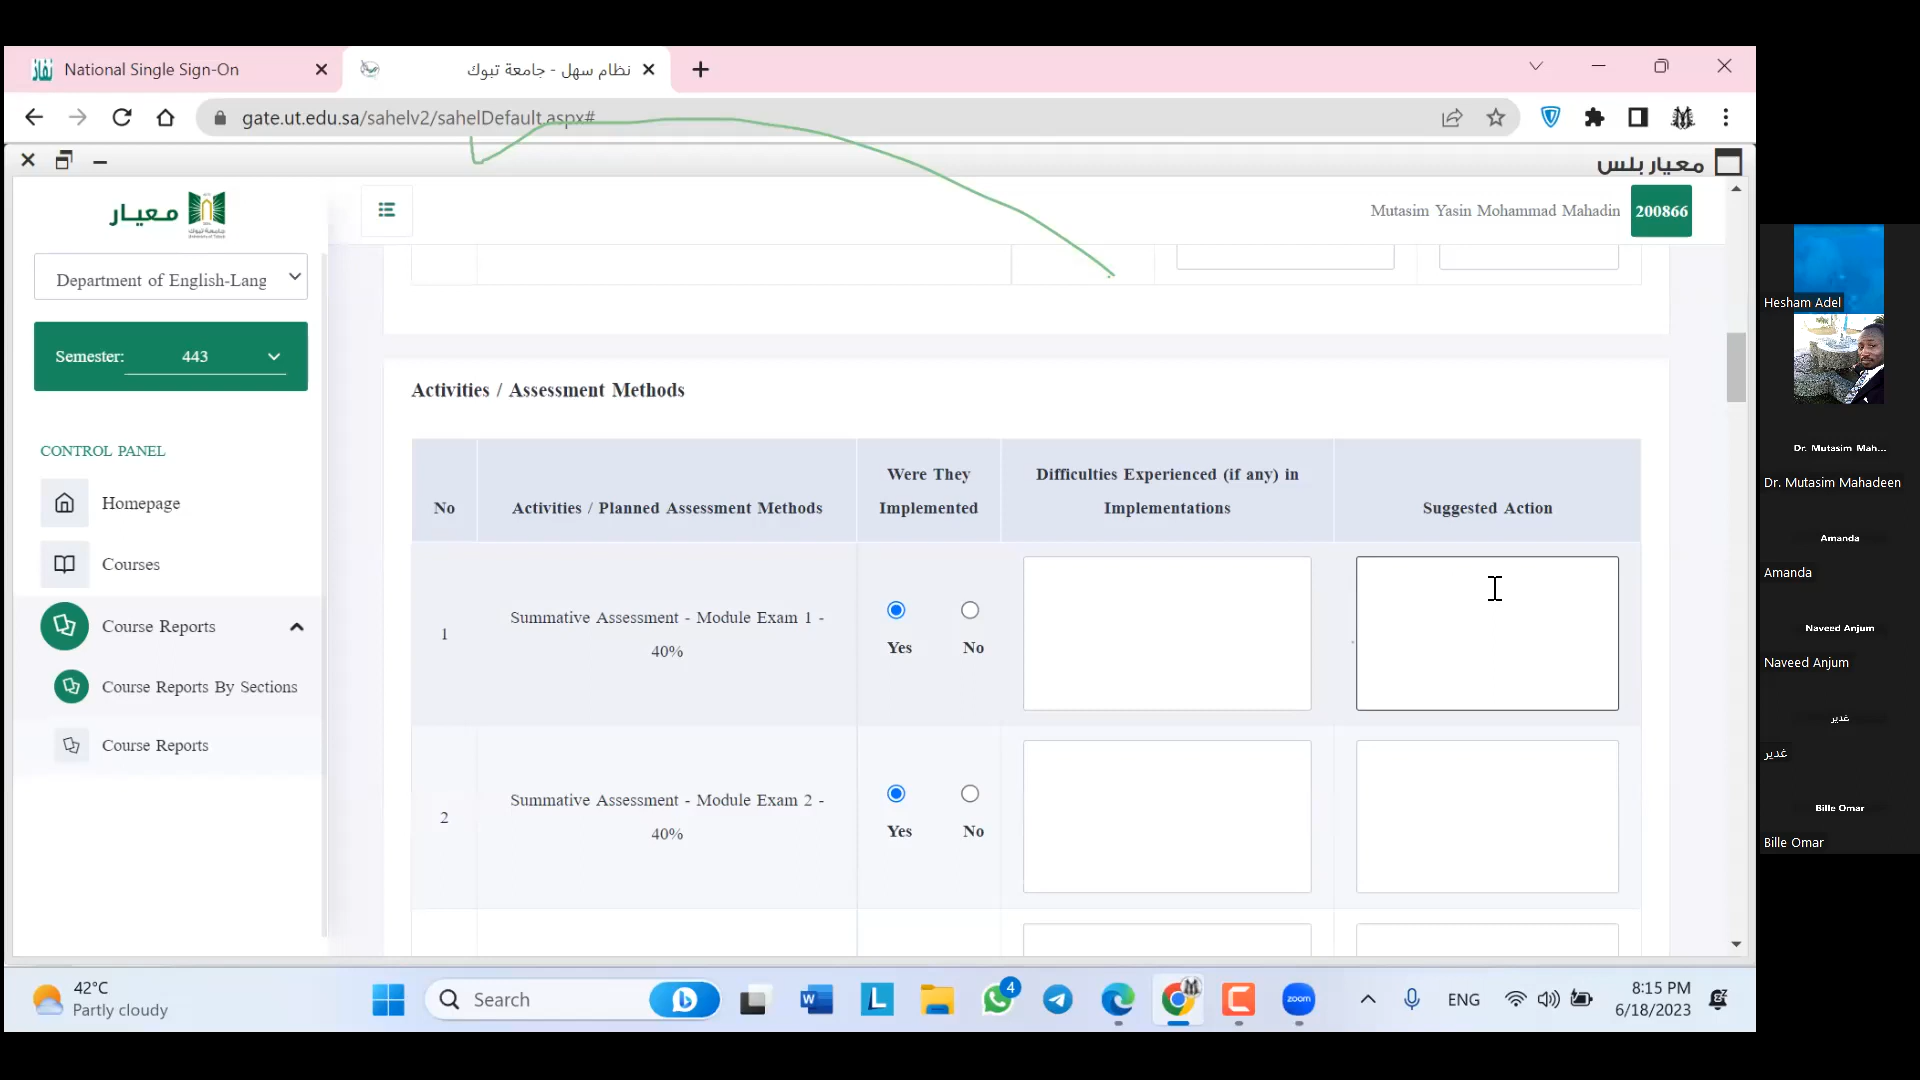 National Single Sign-On
نظام سهل - جامعة تبوك
gate.ut.edu.sa/sahelv2/sahelDefault.aspx#
معيار بلس
معيار
جامعة تبوك
Mutasim Yasin Mohammad Mahadin
200866
Department of English-Lang
Semester:
443
CONTROL PANEL
Homepage
Courses
Course Reports
Course Reports By Sections
Course Reports
Activities / Assessment Methods
No
Activities / Planned Assessment Methods
Were They
Implemented
Difficulties Experienced (if any) in
Implementations
Suggested Action
1
Summative Assessment - Module Exam 1 -
40%
Yes
No
2
Summative Assessment - Module Exam 2 -
40%
Yes
No
Hesham Adel
Dr. Mutasim Mah...
Dr. Mutasim Mahadeen
Amanda
Amanda
Naveed Anjum
Naveed Anjum
غدير
غدير
Bille Omar
Bille Omar
42°C
Partly cloudy
Search
W
L
4
zoom
ENG
8:15 PM
6/18/2023